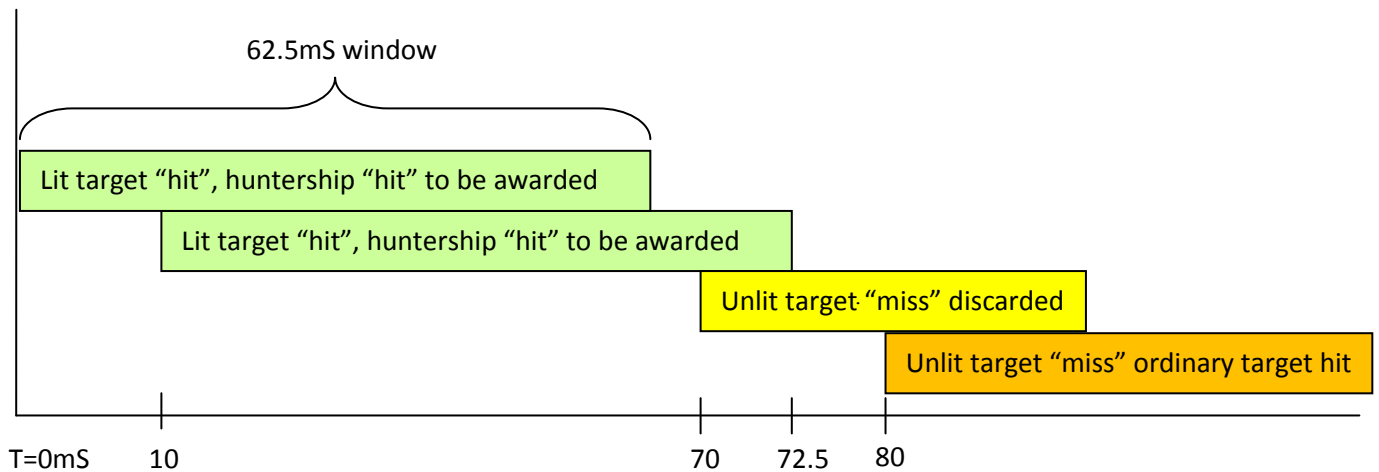 62.5mS window
Lit target “hit”, huntership “hit” to be awarded
Lit target “hit”, huntership “hit” to be awarded
Unlit target “miss” discarded
Unlit target “miss” ordinary target hit
T=0mS 10 70 72.5 80